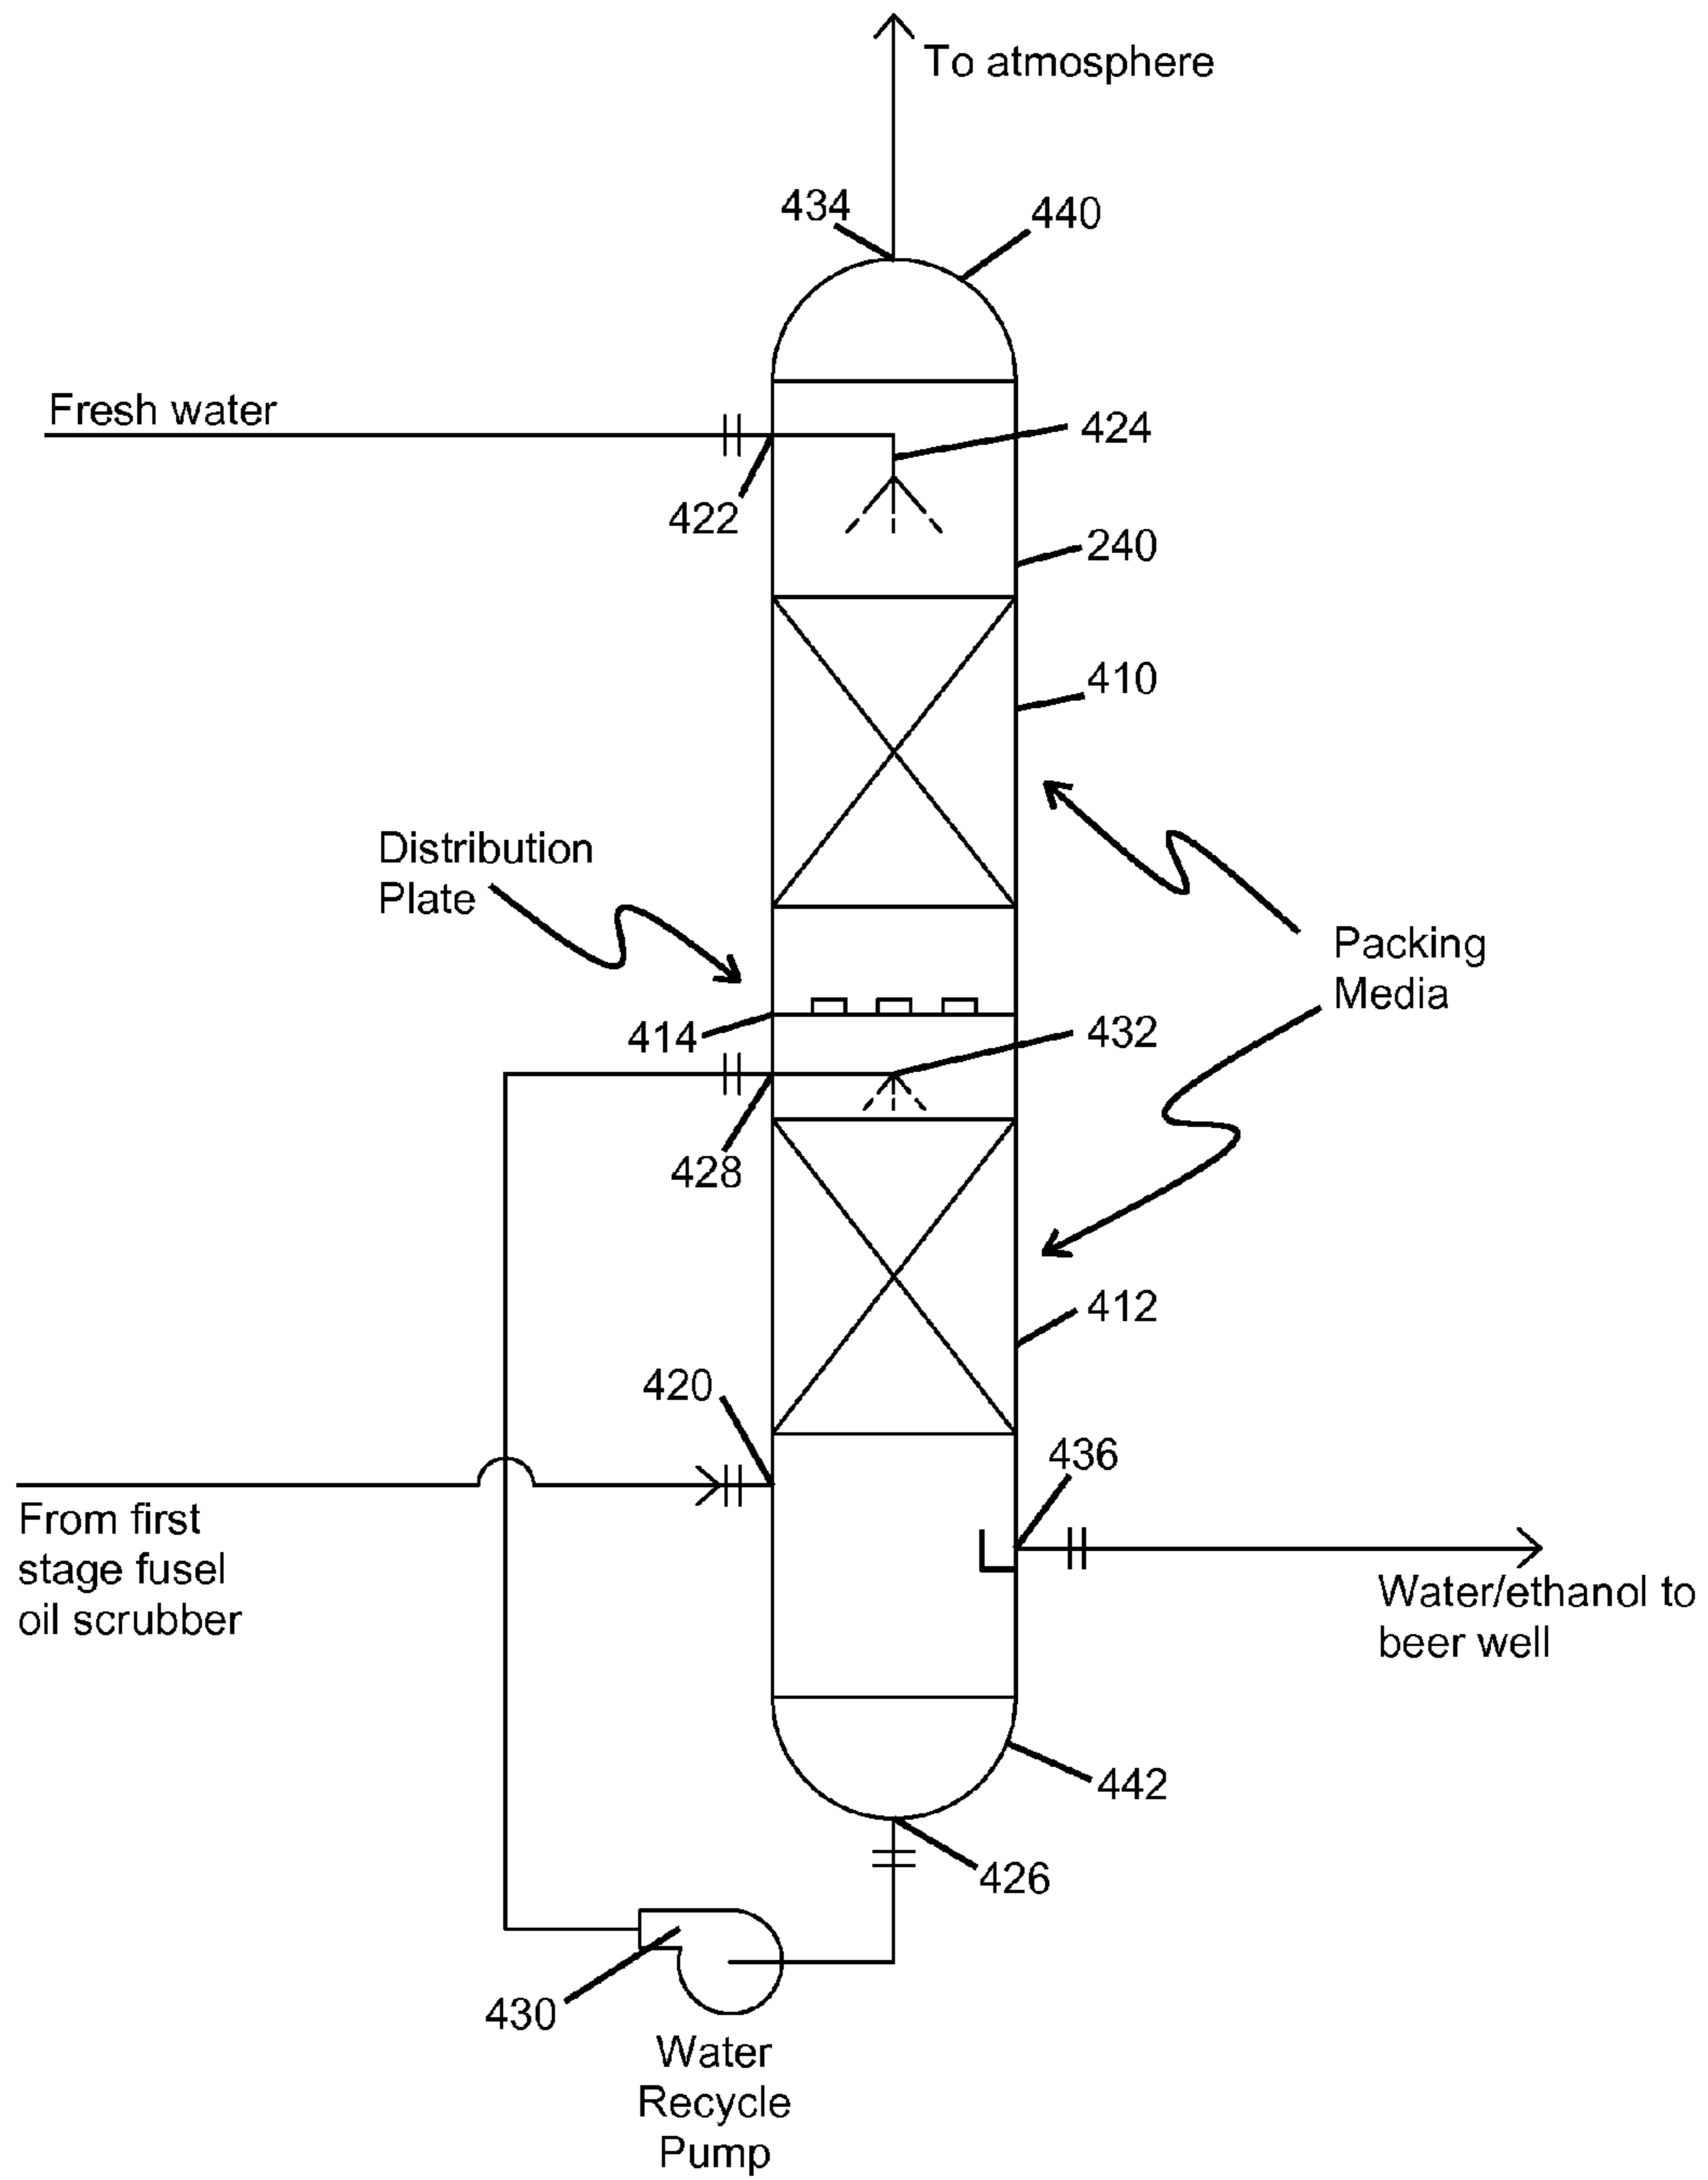 To atmosphere
434
440
Fresh water
424
422
240
410
Distribution
Plate
Packing
Media
414
432
428
412
420
436
From first
stage fusel
oil scrubber
Water/ethanol to
beer well
442
426
430
Water
Recycle
Pump